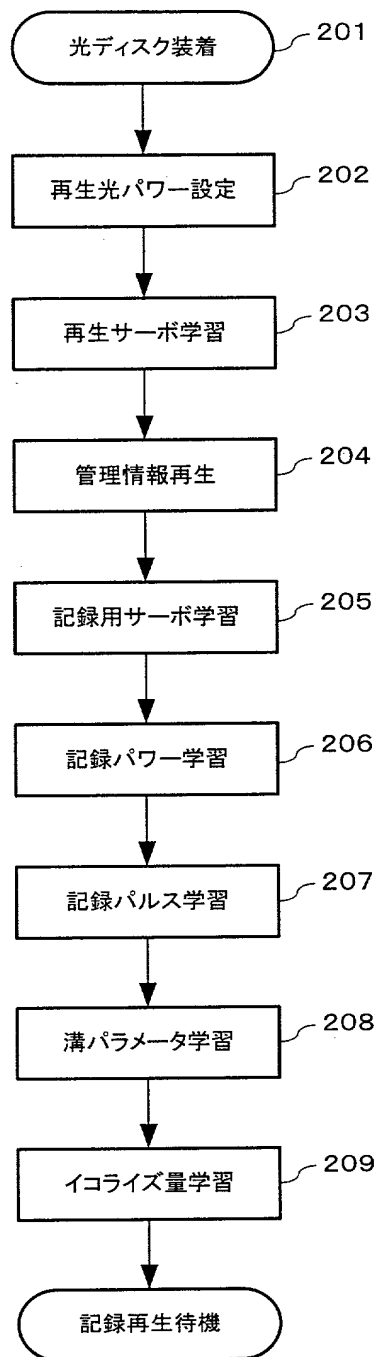 光ディスク装着 201
再生光パワー設定 202
再生サーボ学習 203
管理情報再生 204
記録用サーボ学習 205
記録パワー学習 206
記録パルス学習 207
溝パラメータ学習 208
イコライズ量学習 209
記録再生待機